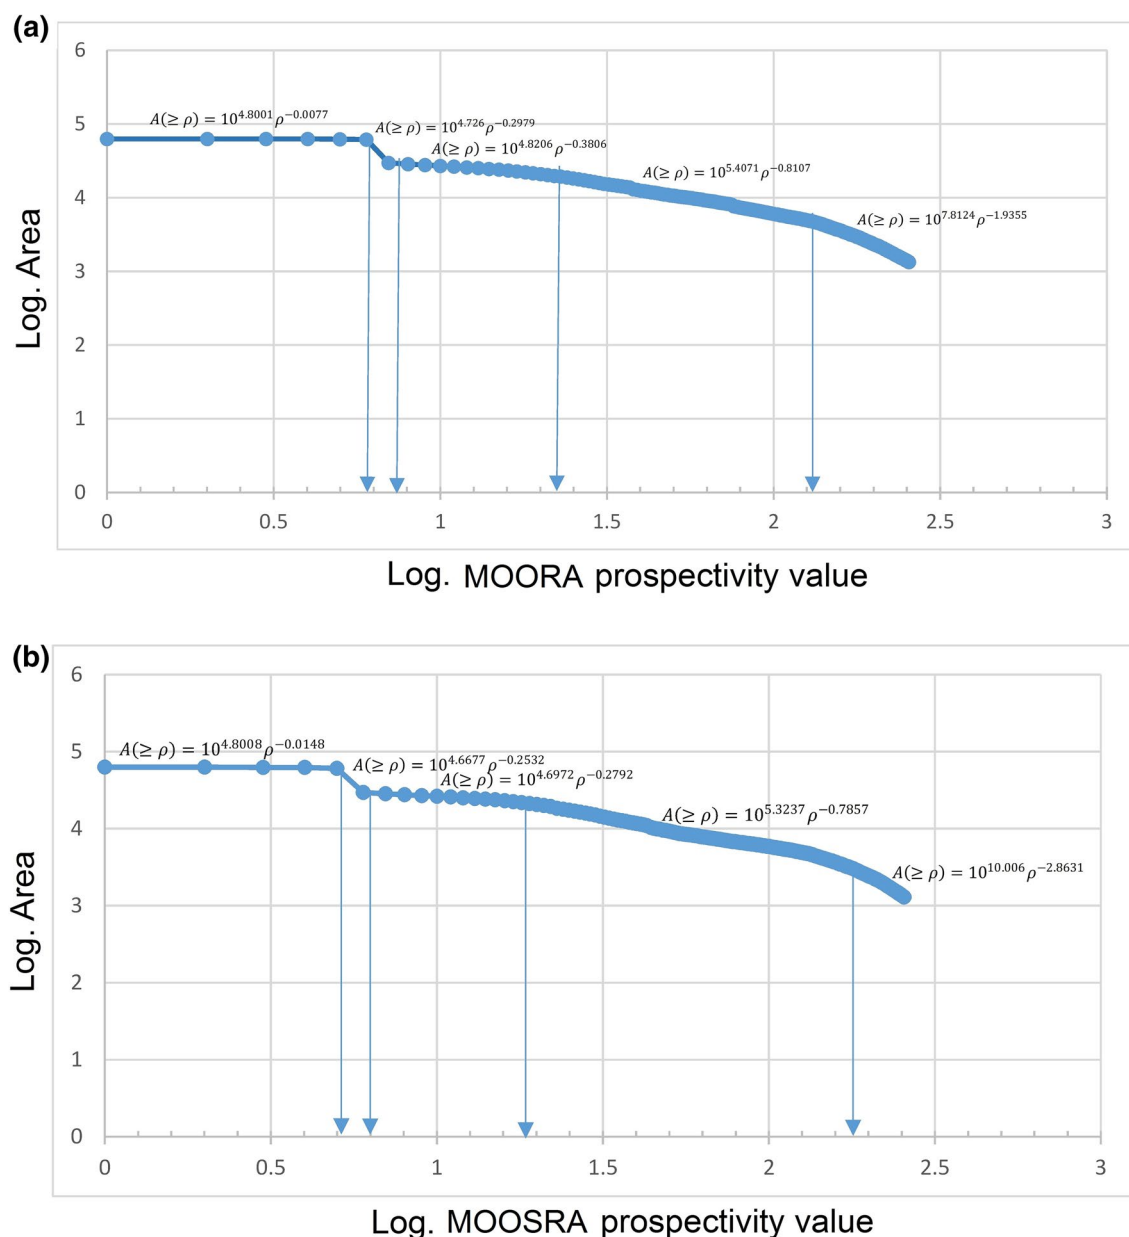 (a)
6
A(≥ ρ) = 10^4.8001 ρ^−0.0077
5
A(≥ ρ) = 10^4.726 ρ^−0.2979
A(≥ ρ) = 10^4.8206 ρ^−0.3806
A(≥ ρ) = 10^5.4071 ρ^−0.8107
4
A(≥ ρ) = 10^7.8124 ρ^−1.9355
3
2
1
0
Log. Area
0 0.5 1 1.5 2 2.5 3
Log. MOORA prospectivity value
(b)
6
A(≥ ρ) = 10^4.8008 ρ^−0.0148
5
A(≥ ρ) = 10^4.6677 ρ^−0.2532
A(≥ ρ) = 10^4.6972 ρ^−0.2792
A(≥ ρ) = 10^5.3237 ρ^−0.7857
4
A(≥ ρ) = 10^10.006 ρ^−2.8631
3
2
1
0
Log. Area
0 0.5 1 1.5 2 2.5 3
Log. MOOSRA prospectivity value